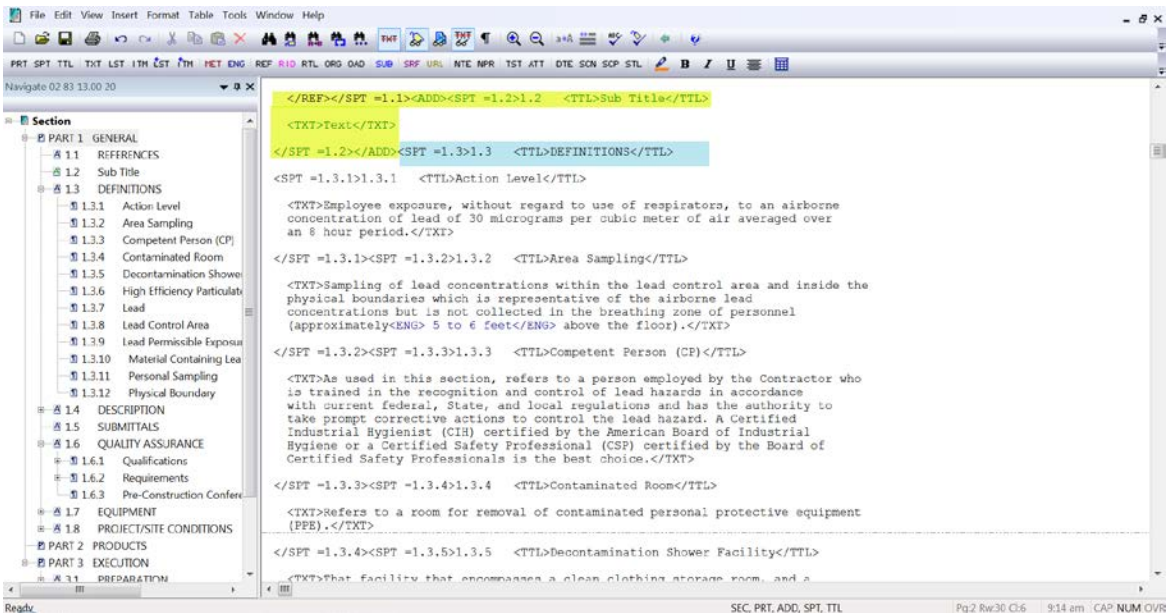 File Edit View Insert Format Table Tools Window Help
PRT SPT TTL TXT LST ITM MET ENG REF RID RTL ORG OAD SUB SRF URL NTE NPR TST ATT DTE SCN SCP STL B I U
Navigate 02 83 13.00 20
Section
PART 1 GENERAL
1.1 REFERENCES
1.2 Sub Title
1.3 DEFINITIONS
1.3.1 Action Level
1.3.2 Area Sampling
1.3.3 Competent Person (CP)
1.3.4 Contaminated Room
1.3.5 Decontamination Shower
1.3.6 High Efficiency Particulat
1.3.7 Lead
1.3.8 Lead Control Area
1.3.9 Lead Permissible Exposu
1.3.10 Material Containing Lea
1.3.11 Personal Sampling
1.3.12 Physical Boundary
1.4 DESCRIPTION
1.5 SUBMITTALS
1.6 QUALITY ASSURANCE
1.6.1 Qualifications
1.6.2 Requirements
1.6.3 Pre-Construction Confere
1.7 EQUIPMENT
1.8 PROJECT/SITE CONDITIONS
PART 2 PRODUCTS
PART 3 EXECUTION
3.1 PREPARATION
</REF></SPT =1.1><ADD><SPT =1.2>1.2 <TTL>Sub Title</TTL>
<TXT>Text</TXT>
</SPT =1.2></ADD><SPT =1.3>1.3 <TTL>DEFINITIONS</TTL>
<SPT =1.3.1>1.3.1 <TTL>Action Level</TTL>
<TXT>Employee exposure, without regard to use of respirators, to an airborne
concentration of lead of 30 micrograms per cubic meter of air averaged over
an 8 hour period.</TXT>
</SPT =1.3.1><SPT =1.3.2>1.3.2 <TTL>Area Sampling</TTL>
<TXT>Sampling of lead concentrations within the lead control area and inside the
physical boundaries which is representative of the airborne lead
concentrations but is not collected in the breathing zone of personnel
(approximately<ENG> 5 to 6 feet</ENG> above the floor).</TXT>
</SPT =1.3.2><SPT =1.3.3>1.3.3 <TTL>Competent Person (CP)</TTL>
<TXT>As used in this section, refers to a person employed by the Contractor who
is trained in the recognition and control of lead hazards in accordance
with current federal, State, and local regulations and has the authority to
take prompt corrective actions to control the lead hazard. A Certified
Industrial Hygienist (CIH) certified by the American Board of Industrial
Hygiene or a Certified Safety Professional (CSP) certified by the Board of
Certified Safety Professionals is the best choice.</TXT>
</SPT =1.3.3><SPT =1.3.4>1.3.4 <TTL>Contaminated Room</TTL>
<TXT>Refers to a room for removal of contaminated personal protective equipment
(PPE).</TXT>
</SPT =1.3.4><SPT =1.3.5>1.3.5 <TTL>Decontamination Shower Facility</TTL>
<TXT>That facility that encompasses a clean clothing storage room, and a
Ready SEC, PRT, ADD, SPT, TTL Pg:2 Rw:30 Cl:6 9:14 am CAP NUM OVR